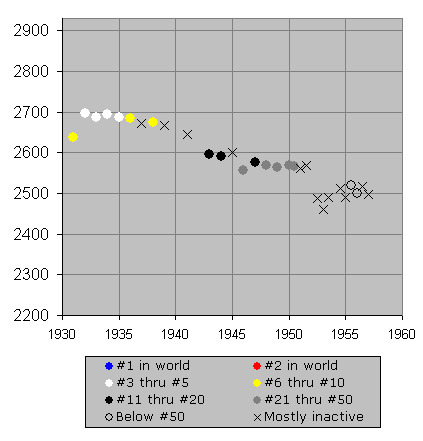 2900
2800
2700
2600
2500
2400
2300
2200
1930 1935 1940 1945 1950 1955 1960
#1 in world #2 in world
#3 thru #5 #6 thru #10
#11 thru #20 #21 thru #50
Below #50 Mostly inactive